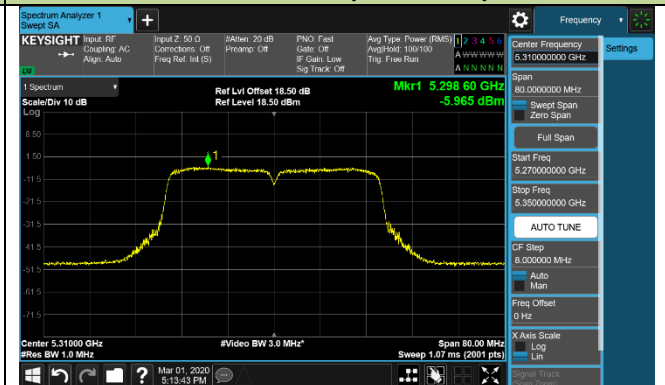 Spectrum Analyzer 1
Swept SA
Frequency
KEYSIGHT
Input: RF
Coupling: AC
Align: Auto
Input Z: 50 Ω
Corrections: Off
Freq Ref: Int (S)
#Atten: 20 dB
Preamp: Off
PNO: Fast
Gate: Off
IF Gain: Low
Sig Track: Off
Avg Type: Power (RMS)
Avg|Hold: 100/100
Trig: Free Run
1 2 3 4 5 6
A W W W W W
A N N N N N
LV
1 Spectrum
Scale/Div 10 dB
Log
Ref Lvl Offset 18.50 dB
Ref Level 18.50 dBm
Mkr1 5.298 60 GHz
-5.965 dBm
8.50
-1.50
-11.5
-21.5
-31.5
-41.5
-51.5
-61.5
-71.5
1
Center 5.31000 GHz
#Res BW 1.0 MHz
#Video BW 3.0 MHz*
Span 80.00 MHz
Sweep 1.07 ms (2001 pts)
Mar 01, 2020
5:13:43 PM
Center Frequency
5.310000000 GHz
Settings
Span
80.0000000 MHz
Swept Span
Zero Span
Full Span
Start Freq
5.270000000 GHz
Stop Freq
5.350000000 GHz
AUTO TUNE
CF Step
8.000000 MHz
Auto
Man
Freq Offset
0 Hz
X Axis Scale
Log
Lin
Signal Track